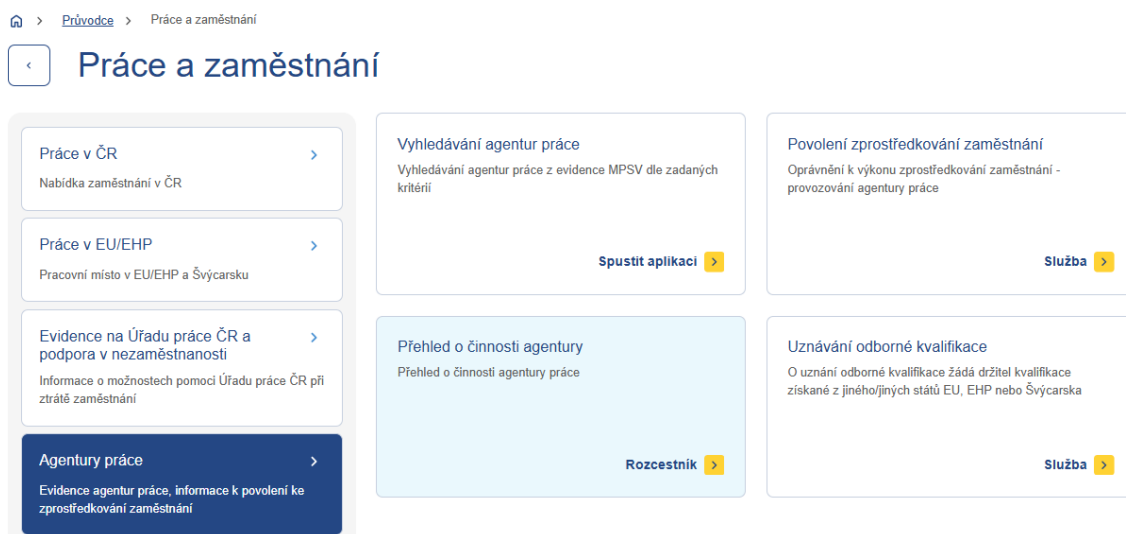 Průvodce
Práce a zaměstnání
Práce a zaměstnání
Práce v ČR
Nabídka zaměstnání v ČR
Práce v EU/EHP
Pracovní místo v EU/EHP a Švýcarsku
Evidence na Úřadu práce ČR a
podpora v nezaměstnanosti
Informace o možnostech pomoci Úřadu práce ČR při
ztrátě zaměstnání
Agentury práce
Evidence agentur práce, informace k povolení ke
zprostředkování zaměstnání
Vyhledávání agentur práce
Vyhledávání agentur práce z evidence MPSV dle zadaných
kritérií
Spustit aplikaci
Povolení zprostředkování zaměstnání
Oprávnění k výkonu zprostředkování zaměstnání -
provozování agentury práce
Služba
Přehled o činnosti agentury
Přehled o činnosti agentury práce
Rozcestník
Uznávání odborné kvalifikace
O uznání odborné kvalifikace žádá držitel kvalifikace
získané z jiného/jiných států EU, EHP nebo Švýcarska
Služba